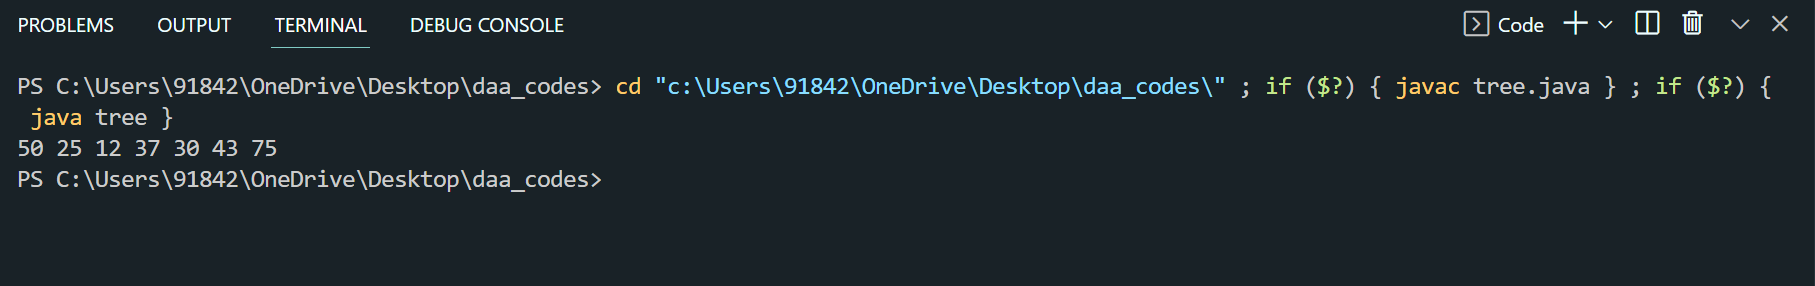 PROBLEMS OUTPUT TERMINAL DEBUG CONSOLE Code
PS C:\Users\91842\OneDrive\Desktop\daa_codes> cd "c:\Users\91842\OneDrive\Desktop\daa_codes\" ; if ($?) { javac tree.java } ; if ($?) {
java tree }
50 25 12 37 30 43 75
PS C:\Users\91842\OneDrive\Desktop\daa_codes>